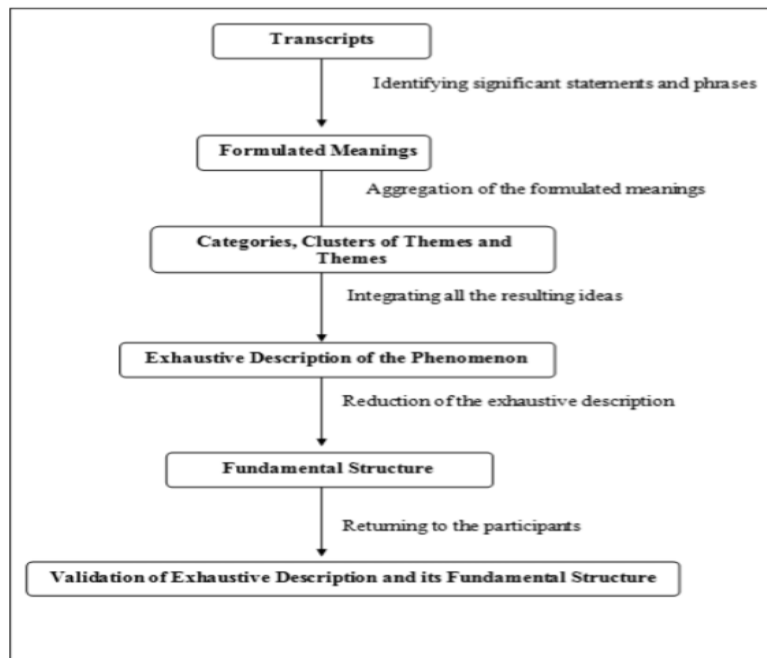 Transcripts
Identifying significant statements and phrases
Formulated Meanings
Aggregation of the formulated meanings
Categories, Clusters of Themes and
Themes
Integrating all the resulting ideas
Exhaustive Description of the Phenomenon
Reduction of the exhaustive description
Fundamental Structure
Returning to the participants
Validation of Exhaustive Description and its Fundamental Structure